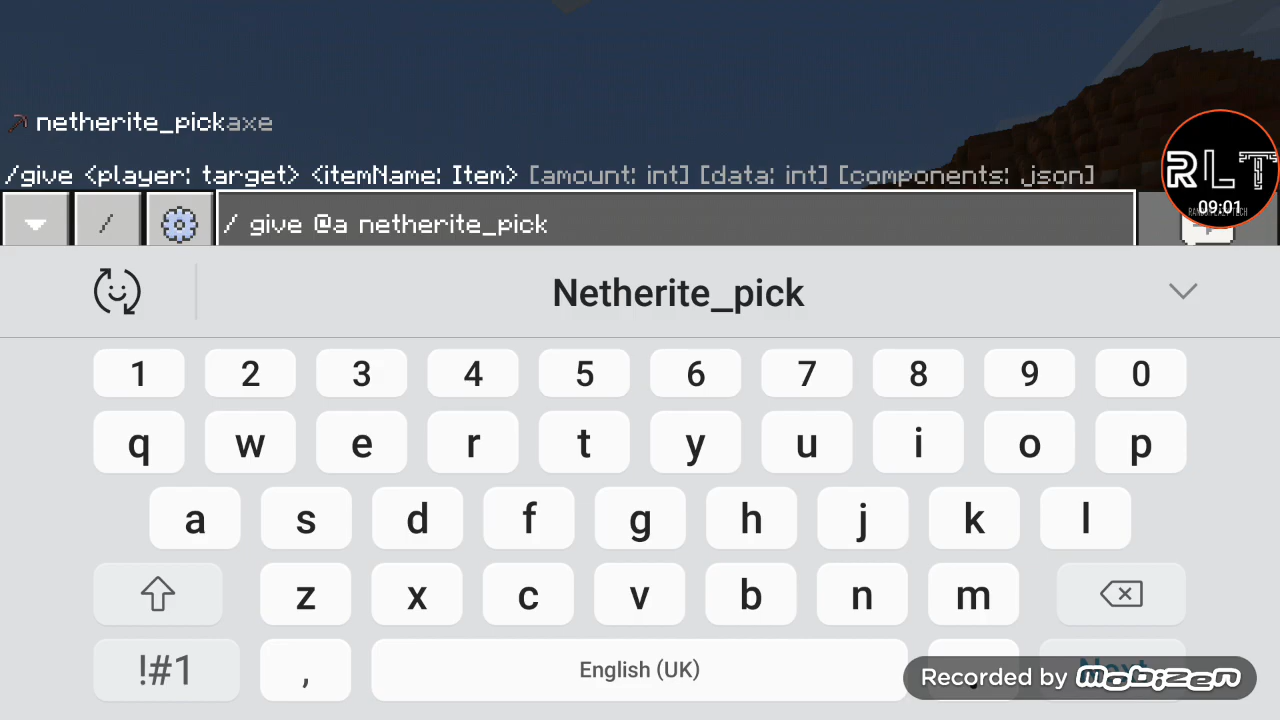 netherite_pickaxe
/give <player: target> <itemName: Item> [amount: int] [data: int] [components: .json]
RLT
09:01
/
/ give @a netherite_pick
Netherite_pick
1 2 3 4 5 6 7 8 9 0
q w e r t y u i o p
a s d f g h j k l
z x c v b n m
!#1 , English (UK)
Next
Recorded by mobizen